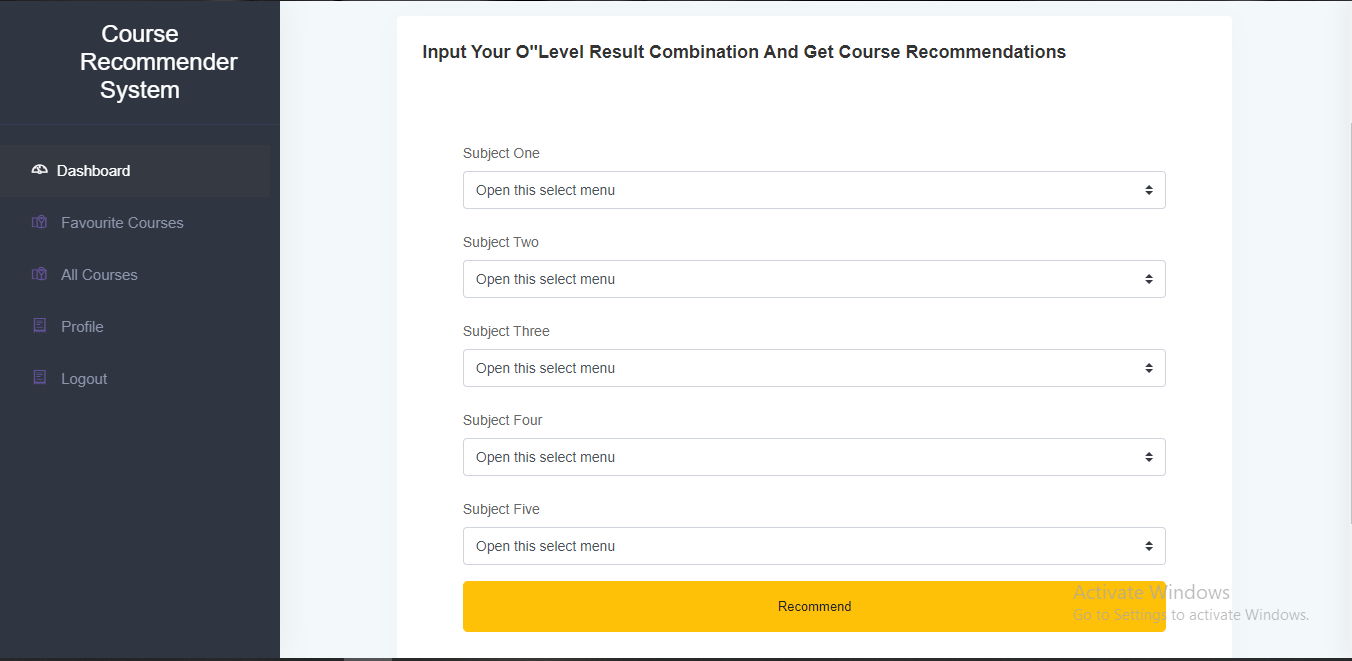 Course
Recommender
System
Dashboard
Favourite Courses
All Courses
Profile
Logout
Input Your O"Level Result Combination And Get Course Recommendations
Subject One
Open this select menu
Subject Two
Open this select menu
Subject Three
Open this select menu
Subject Four
Open this select menu
Subject Five
Open this select menu
Recommend
Activate Windows
Go to Settings to activate Windows.